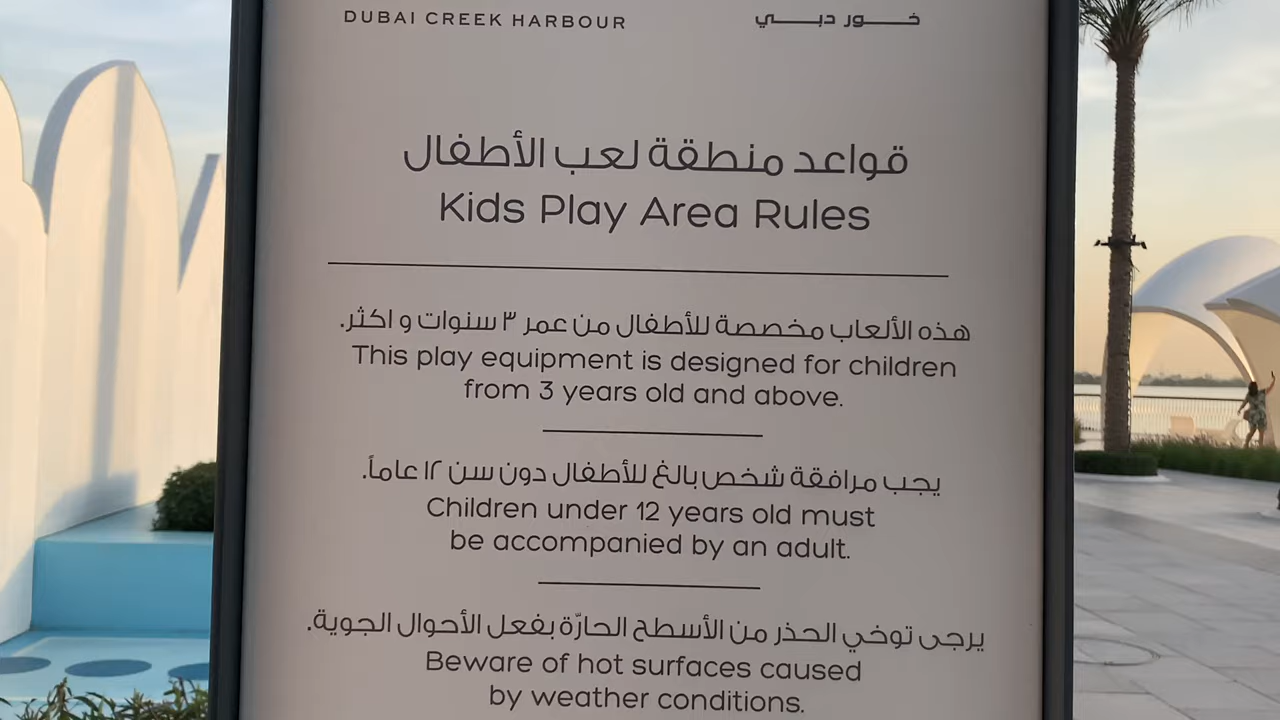 DUBAI CREEK HARBOUR
خور دبي
قواعد منطقة لعب الأطفال
Kids Play Area Rules
هذه الألعاب مخصصة للأطفال من عمر ٣ سنوات و اكثر.
This play equipment is designed for children
from 3 years old and above.
يجب مرافقة شخص بالغ للأطفال دون سن ١٢ عاماً.
Children under 12 years old must
be accompanied by an adult.
يرجى توخي الحذر من الأسطح الحارّة بفعل الأحوال الجوية.
Beware of hot surfaces caused
by weather conditions.